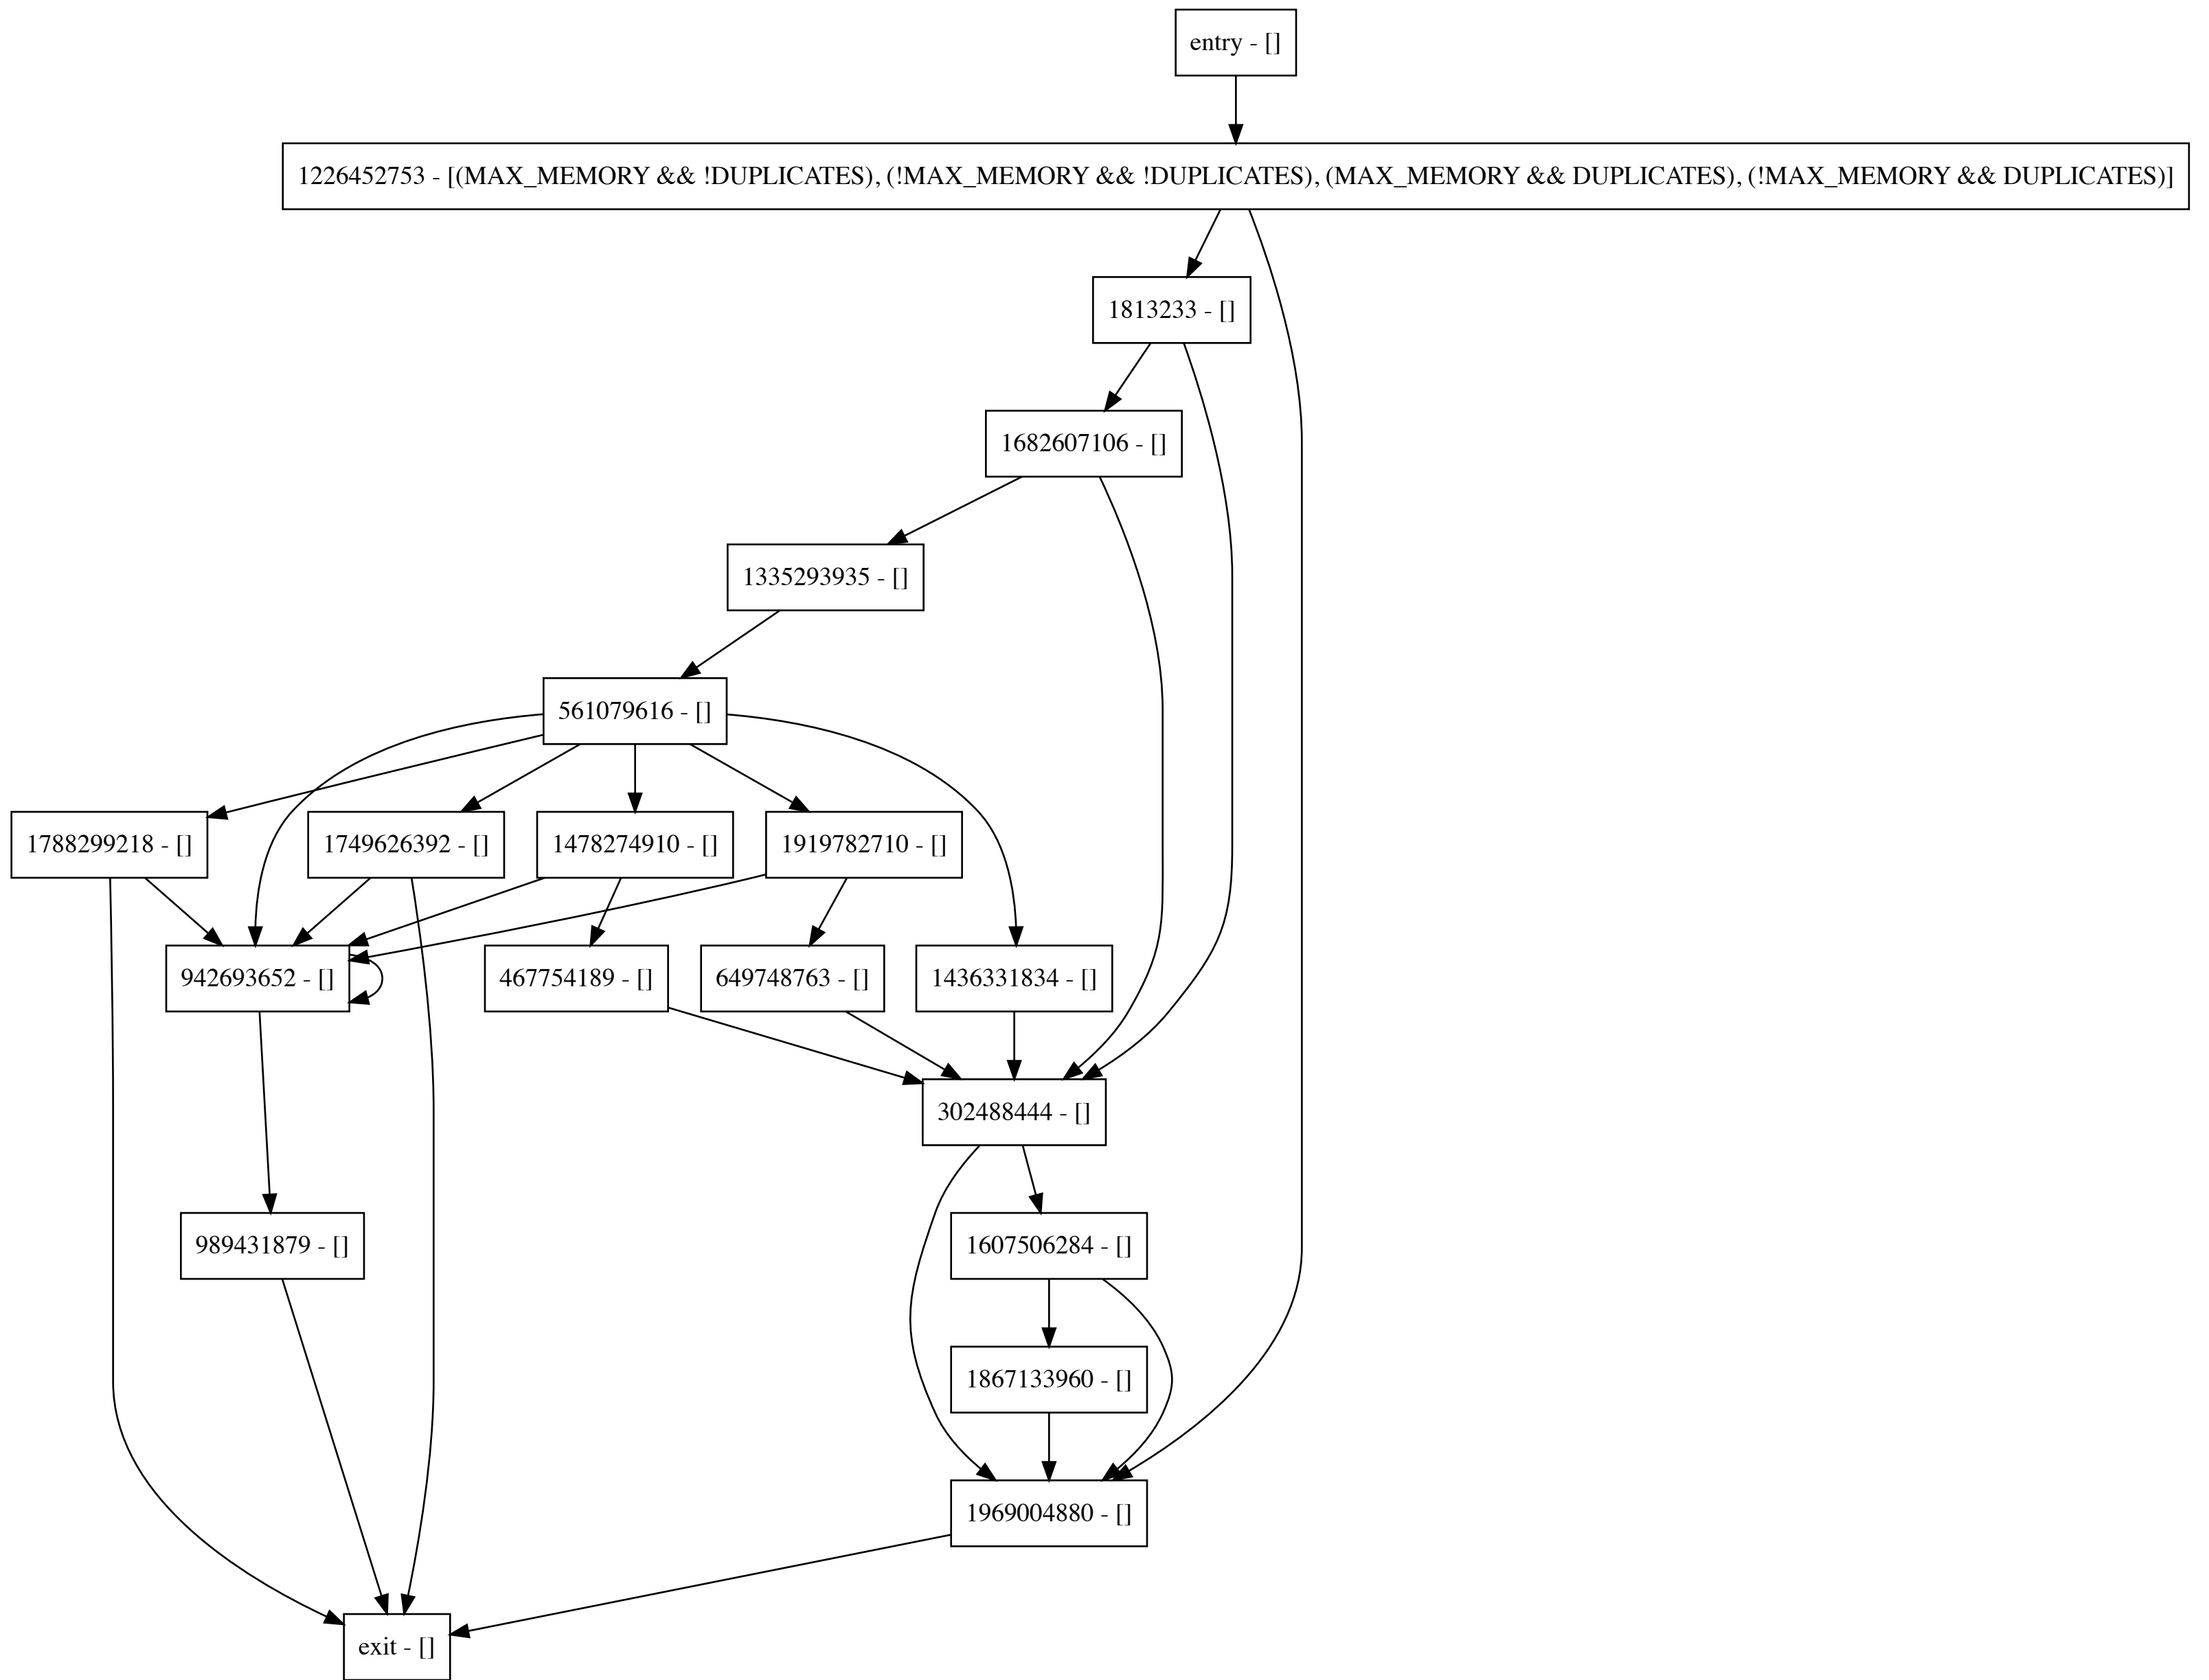 entry - []
1226452753 - [(MAX_MEMORY && !DUPLICATES), (!MAX_MEMORY && !DUPLICATES), (MAX_MEMORY && DUPLICATES), (!MAX_MEMORY && DUPLICATES)]
1813233 - []
1682607106 - []
1335293935 - []
561079616 - []
1788299218 - []
1749626392 - []
1478274910 - []
1919782710 - []
942693652 - []
467754189 - []
649748763 - []
1436331834 - []
302488444 - []
989431879 - []
1607506284 - []
1867133960 - []
1969004880 - []
exit - []